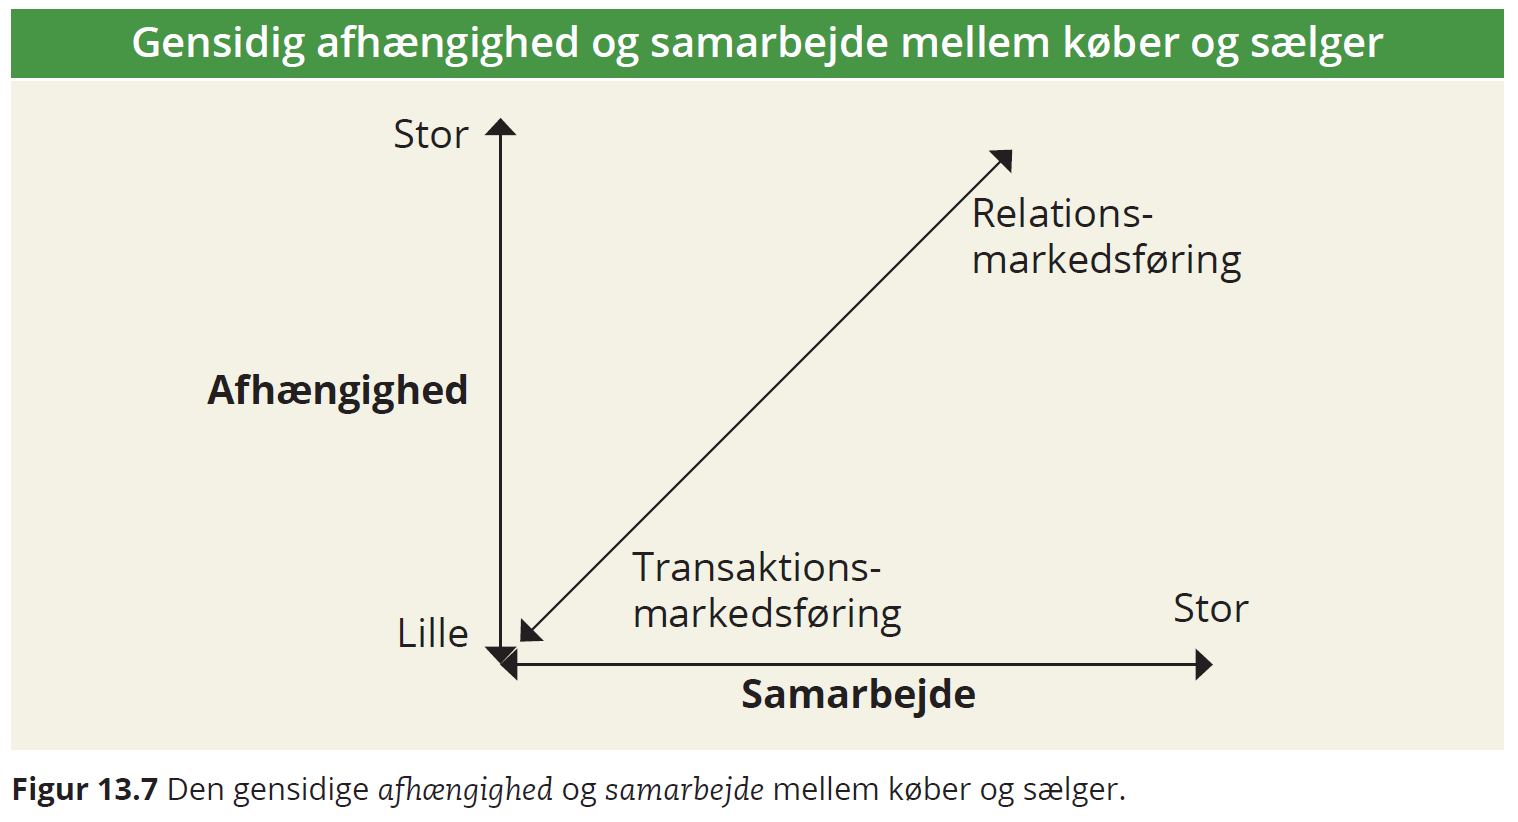 Gensidig afhængighed og samarbejde mellem køber og sælger
Stor
Relations-
markedsføring
Afhængighed
Transaktions-
markedsføring
Lille
Stor
Samarbejde
Figur 13.7 Den gensidige afhængighed og samarbejde mellem køber og sælger.